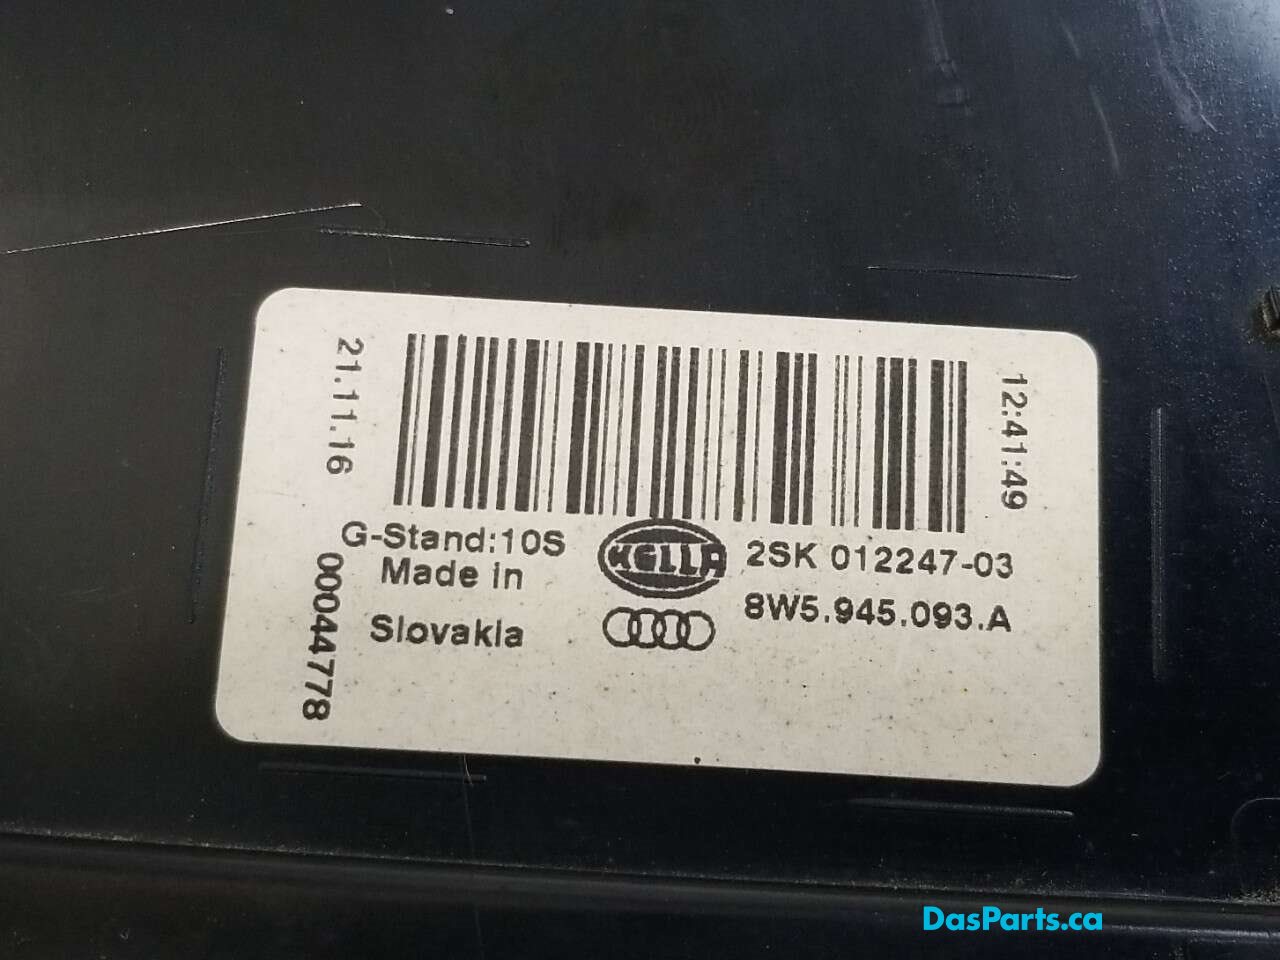 21.11.16
12:41:49
G-Stand:10S
Made in
Slovakia
00044778
HELLA
2SK 012247-03
8W5.945.093.A
DasParts.ca